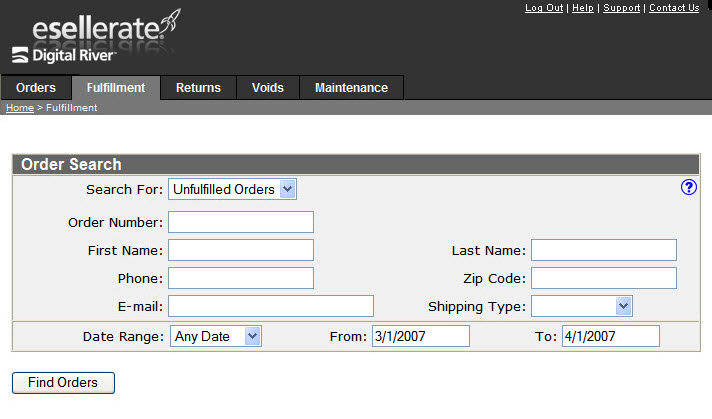 Log Out | Help | Support | Contact Us
esellerate.
Digital River
Orders Fulfillment Returns Voids Maintenance
Home > Fulfillment
Order Search
Search For: Unfulfilled Orders ?
Order Number:
First Name: Last Name:
Phone: Zip Code:
E-mail: Shipping Type:
Date Range: Any Date From: 3/1/2007 To: 4/1/2007
Find Orders